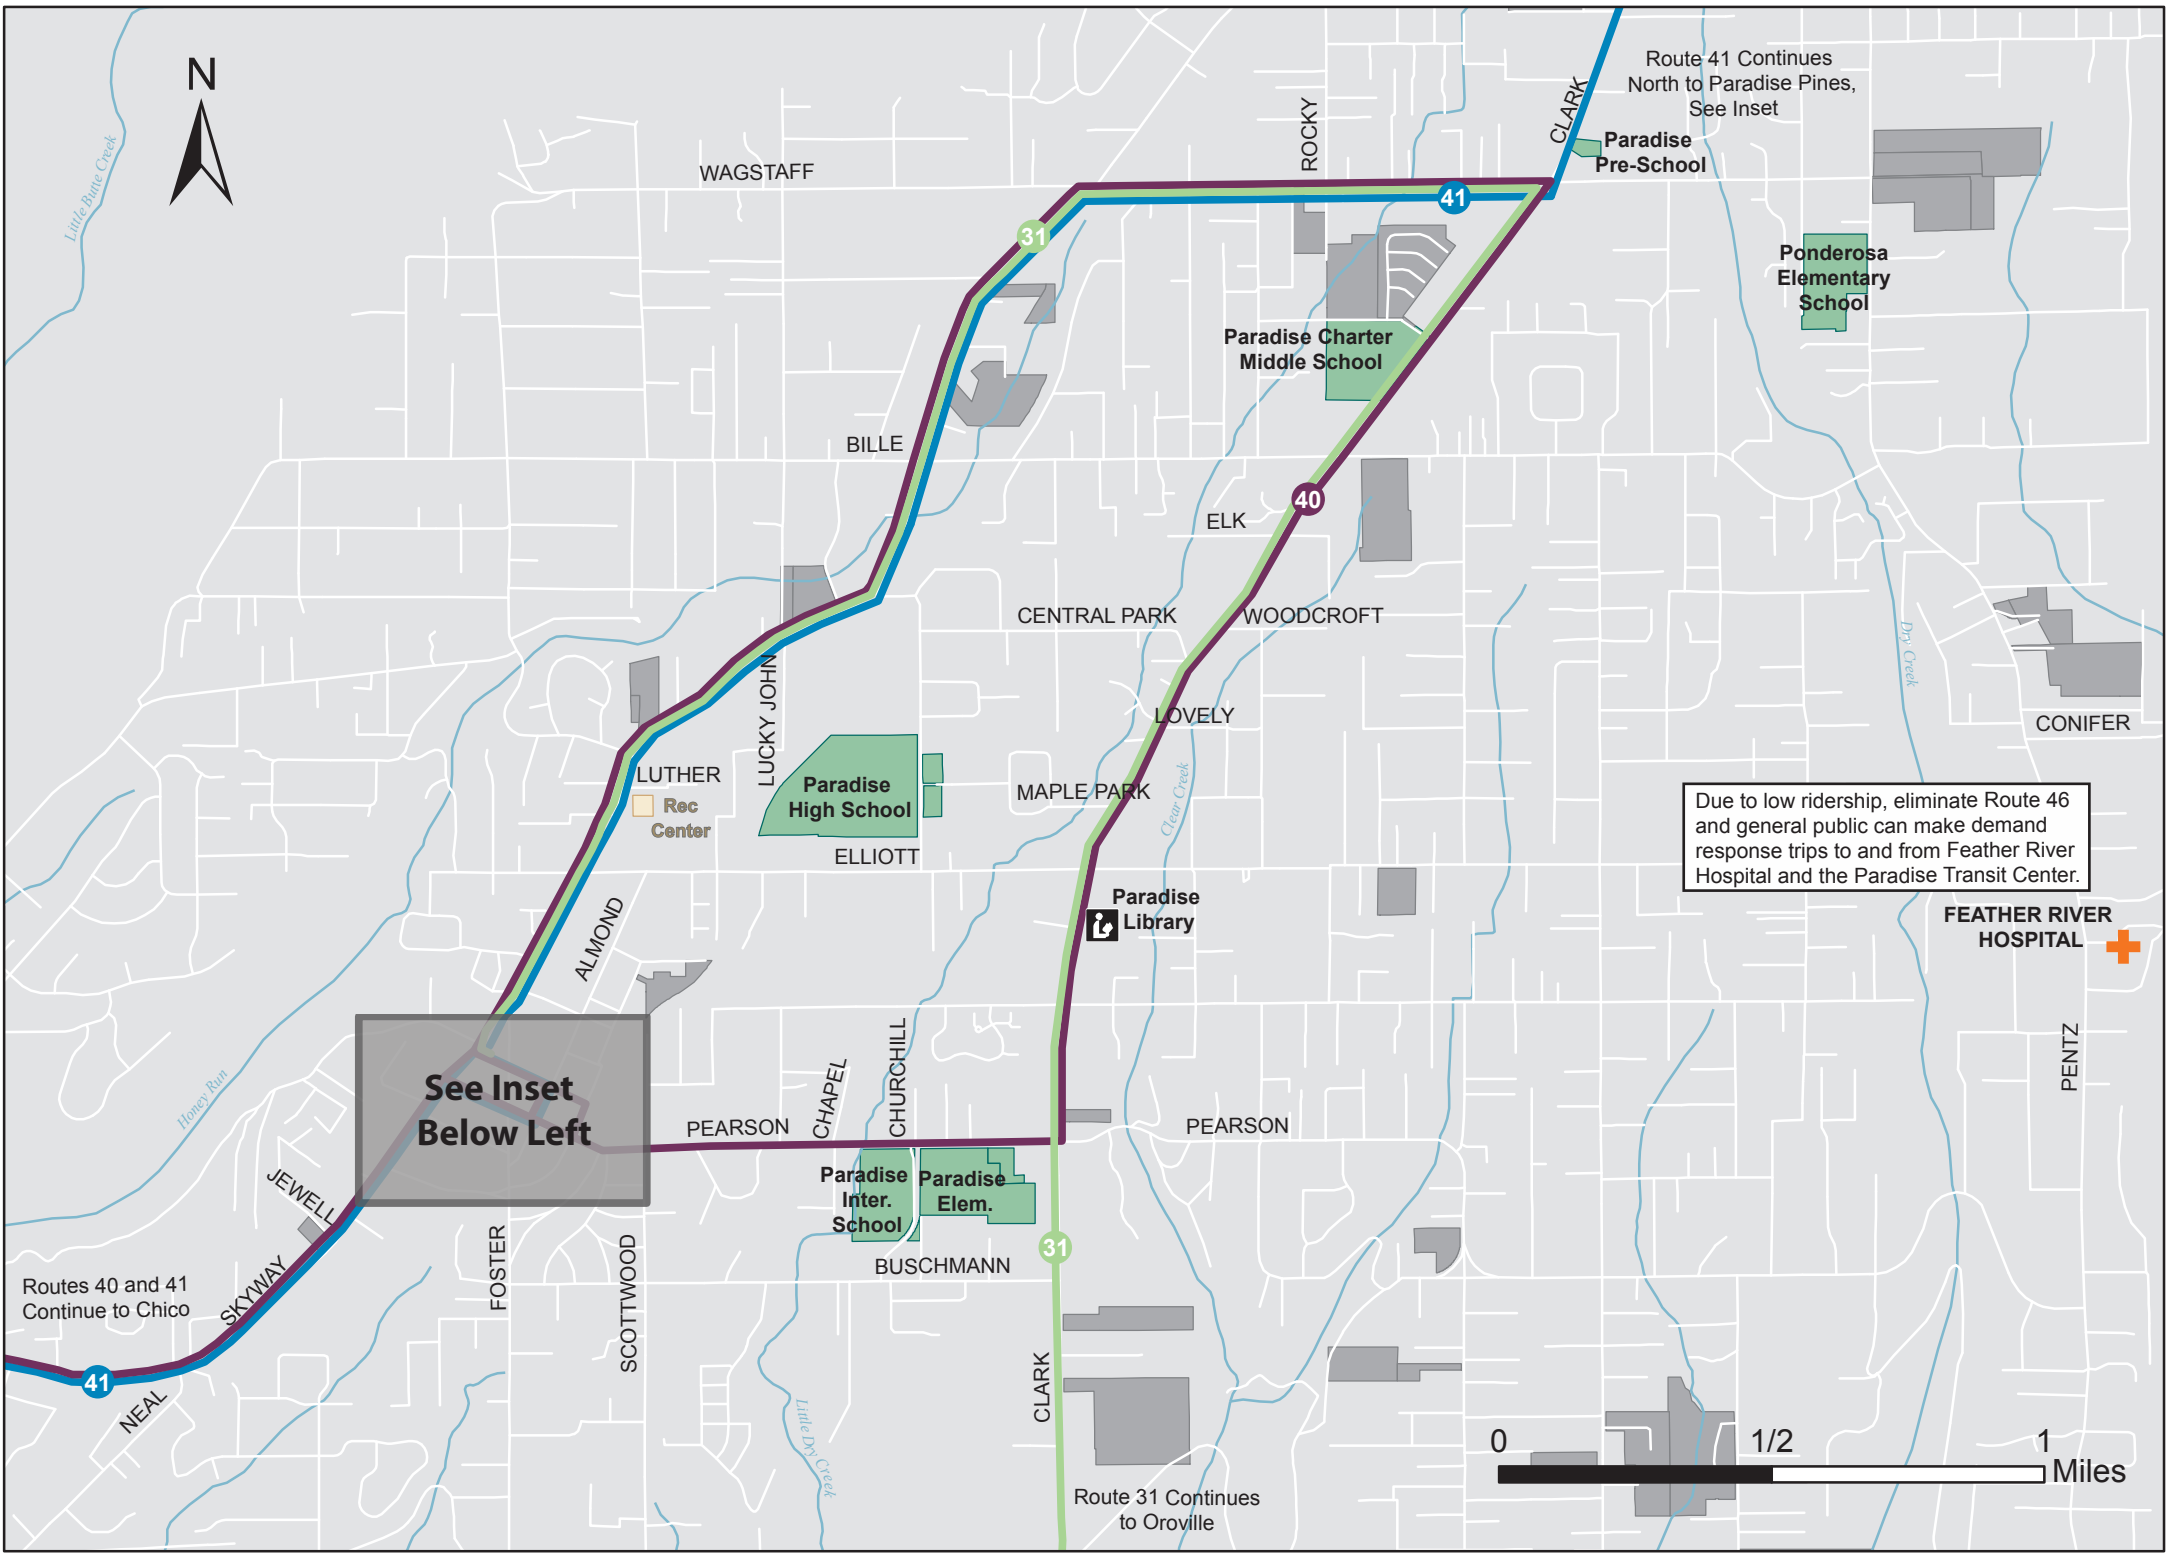 N
Route 41 Continues
North to Paradise Pines,
See Inset
CLARK
ROCKY
Paradise
Pre-School
Little Butte Creek
WAGSTAFF
41
31
Ponderosa
Elementary
School
Paradise Charter
Middle School
BILLE
40
ELK
CENTRAL PARK
WOODCROFT
Dry Creek
LUCKY JOHN
LOVELY
CONIFER
LUTHER
Rec
Center
Paradise
High School
MAPLE PARK
Clear Creek
Due to low ridership, eliminate Route 46
and general public can make demand
response trips to and from Feather River
Hospital and the Paradise Transit Center.
ELLIOTT
ALMOND
Paradise
Library
FEATHER RIVER
HOSPITAL
PENTZ
Honey Run
See Inset
Below Left
PEARSON
CHAPEL
CHURCHILL
PEARSON
JEWELL
Paradise
Inter.
School
Paradise
Elem.
31
BUSCHMANN
Routes 40 and 41
Continue to Chico
SKYWAY
FOSTER
SCOTTWOOD
41
NEAL
CLARK
Little Dry Creek
Route 31 Continues
to Oroville
0 1/2 1
Miles